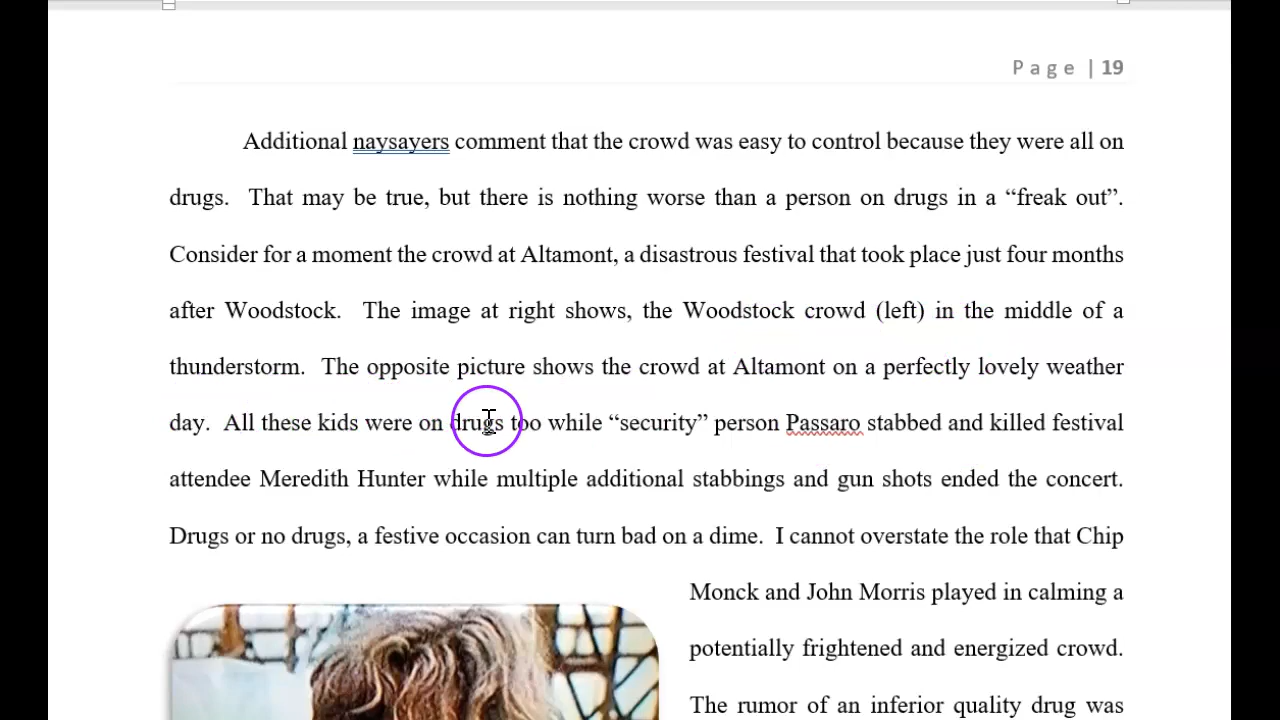 Page | 19
Additional naysayers comment that the crowd was easy to control because they were all on
drugs. That may be true, but there is nothing worse than a person on drugs in a “freak out”.
Consider for a moment the crowd at Altamont, a disastrous festival that took place just four months
after Woodstock. The image at right shows, the Woodstock crowd (left) in the middle of a
thunderstorm. The opposite picture shows the crowd at Altamont on a perfectly lovely weather
day. All these kids were on drugs too while “security” person Passaro stabbed and killed festival
attendee Meredith Hunter while multiple additional stabbings and gun shots ended the concert.
Drugs or no drugs, a festive occasion can turn bad on a dime. I cannot overstate the role that Chip
Monck and John Morris played in calming a
potentially frightened and energized crowd.
The rumor of an inferior quality drug was